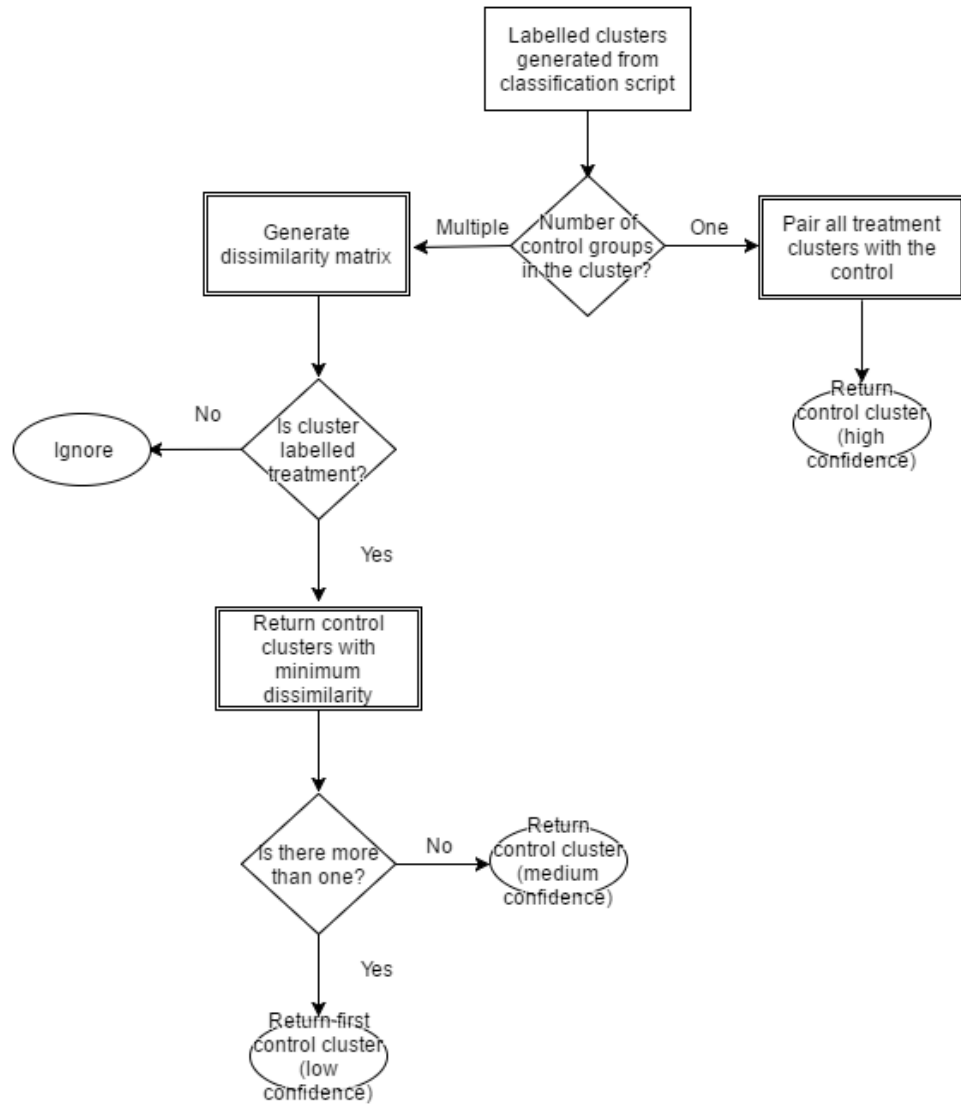 Labelled clusters
generated from
classification script
Generate
dissimilarity matrix
Multiple
Number of
control groups
in the cluster?
One
Pair all treatment
clusters with the
control
Return
control cluster
(high
confidence)
Ignore
No
Is cluster
labelled
treatment?
Yes
Return control
clusters with
minimum
dissimilarity
Is there more
than one?
No
Return
control cluster
(medium
confidence)
Yes
Return first
control cluster
(low
confidence)